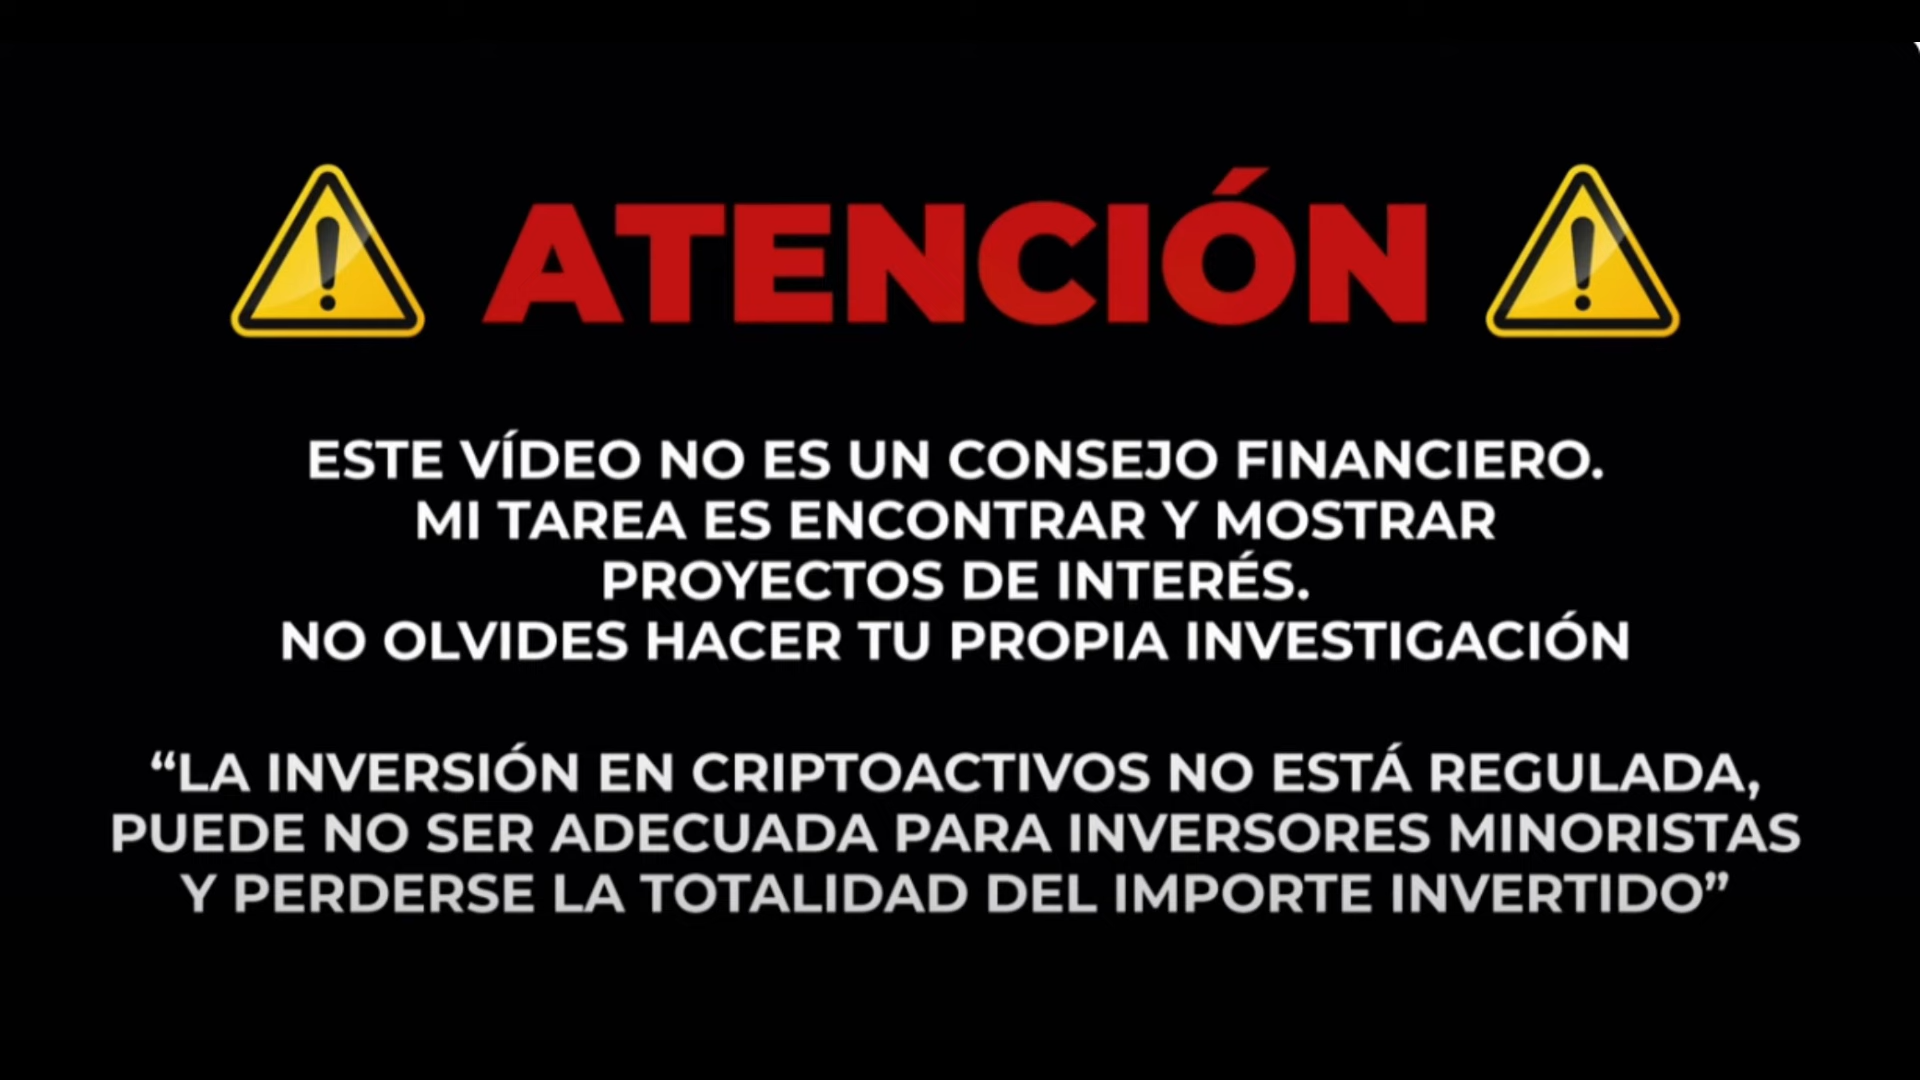 ATENCIÓN
ESTE VÍDEO NO ES UN CONSEJO FINANCIERO.
MI TAREA ES ENCONTRAR Y MOSTRAR
PROYECTOS DE INTERÉS.
NO OLVIDES HACER TU PROPIA INVESTIGACIÓN
“LA INVERSIÓN EN CRIPTOACTIVOS NO ESTÁ REGULADA,
PUEDE NO SER ADECUADA PARA INVERSORES MINORISTAS
Y PERDERSE LA TOTALIDAD DEL IMPORTE INVERTIDO”